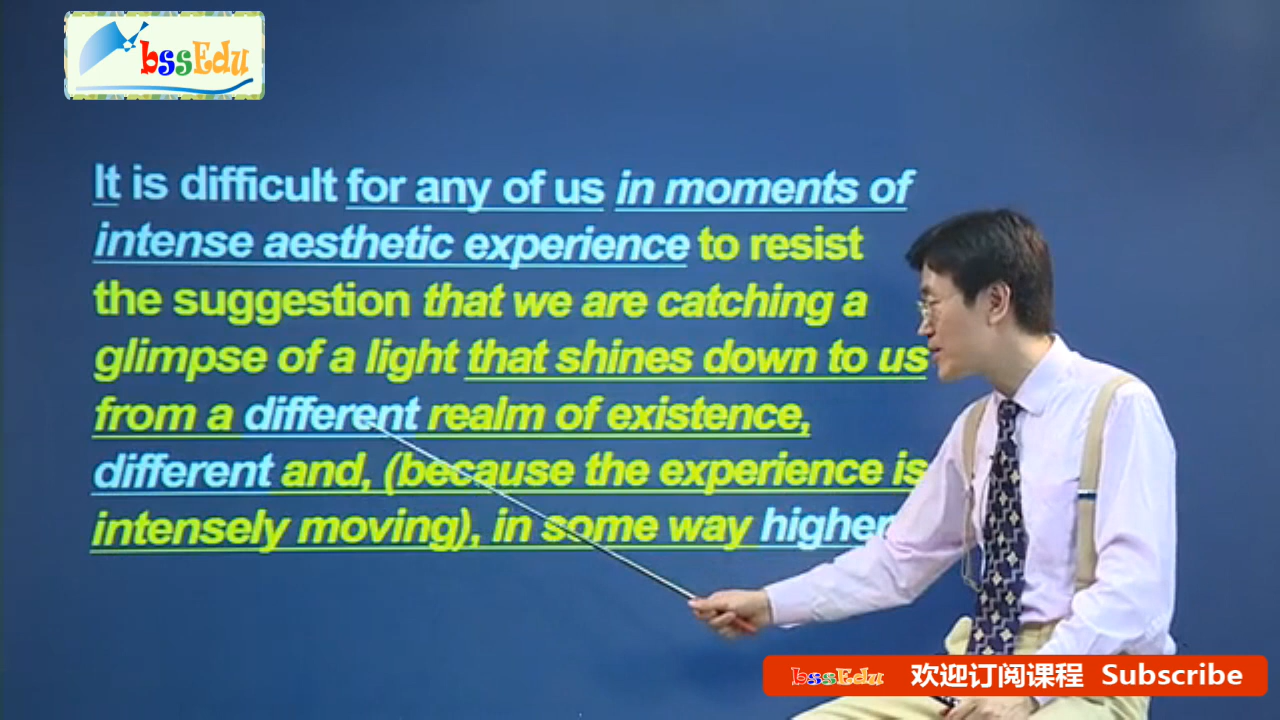 bssEdu
It is difficult for any of us in moments of
intense aesthetic experience to resist
the suggestion that we are catching a
glimpse of a light that shines down to us
from a different realm of existence,
different and, (because the experience is
intensely moving), in some way higher
bssEdu 欢迎订阅课程 Subscribe